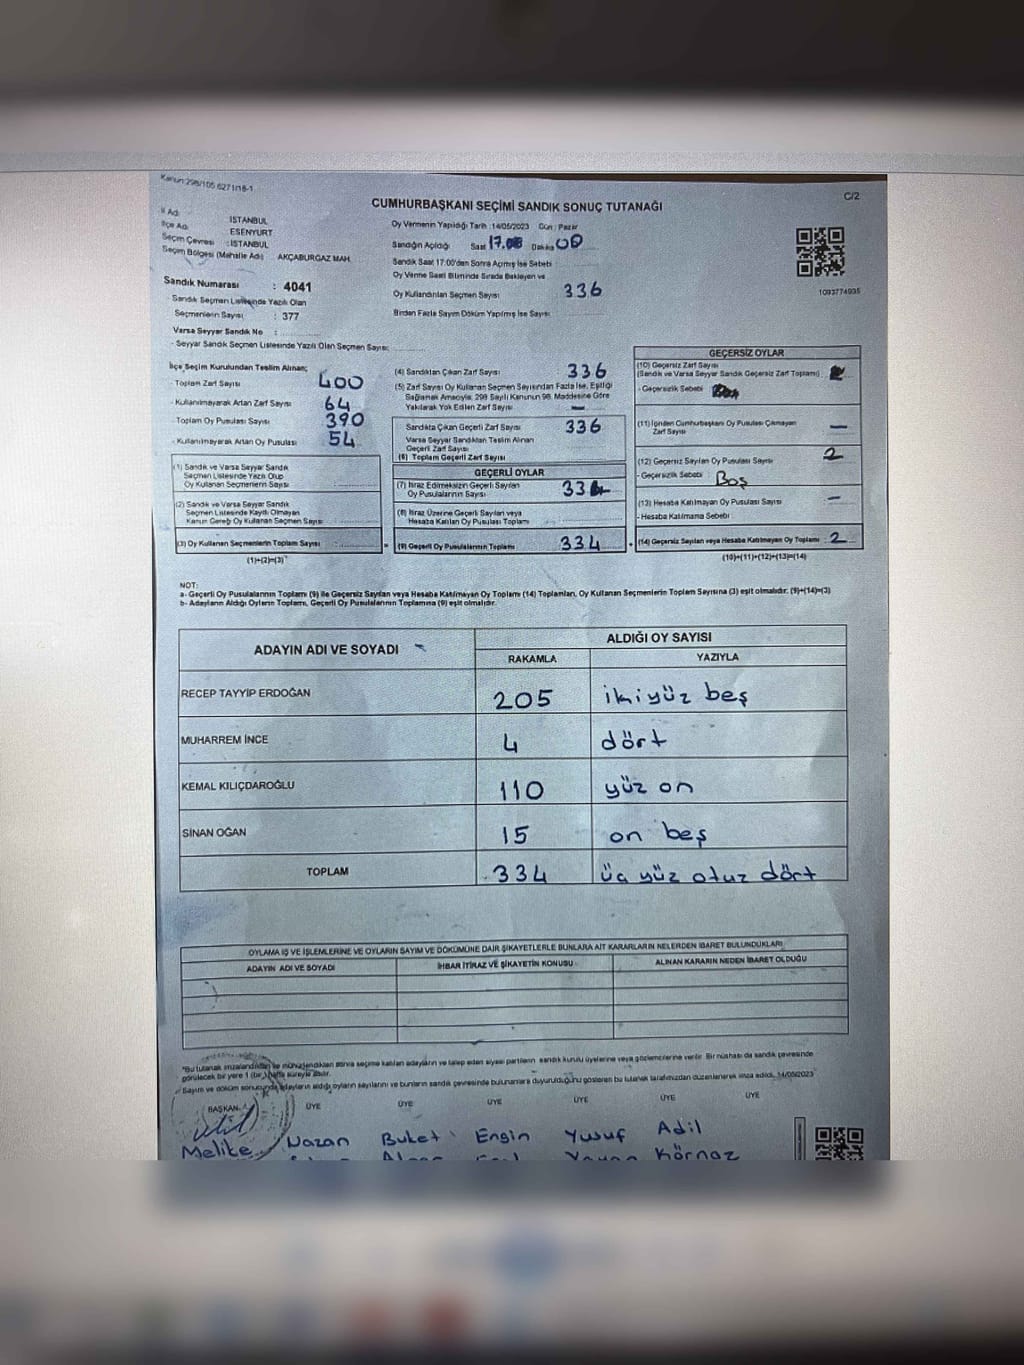 Kanun:298/105 6271/18-1
C/2
CUMHURBAŞKANI SEÇİMİ SANDIK SONUÇ TUTANAĞI
İl Adı : İSTANBUL
İlçe Adı : ESENYURT
Seçim Çevresi : İSTANBUL
Seçim Bölgesi (Mahalle Adı) AKÇABURGAZ MAH.
Sandık Numarası : 4041
- Sandık Seçmen Listesinde Yazılı Olan
Seçmenlerin Sayısı : 377
Varsa Seyyar Sandık No :
- Seyyar Sandık Seçmen Listesinde Yazılı Olan Seçmen Sayısı:
Oy Vermenin Yapıldığı Tarih :14/05/2023 Gün : Pazar
Sandığın Açıldığı Saat 17.00 Dakika 00
Sandık Saat 17:00'den Sonra Açılmış İse Sebebi
Oy Verme Saati Bitiminde Sırada Bekleyen ve
Oy Kullandırılan Seçmen Sayısı 336
Birden Fazla Sayım Döküm Yapılmış İse Sayısı
1093774935
İlçe Seçim Kurulundan Teslim Alınan;
- Toplam Zarf Sayısı 400
- Kullanılmayarak Artan Zarf Sayısı 64
- Toplam Oy Pusulası Sayısı 390
- Kullanılmayarak Artan Oy Pusulası 54
(1) Sandık ve Varsa Seyyar Sandık
Seçmen Listesinde Yazılı Olup
Oy Kullanan Seçmenlerin Sayısı
(2) Sandık ve Varsa Seyyar Sandık
Seçmen Listesinde Kayıtlı Olmayan
Kanun Gereği Oy Kullanan Seçmen Sayısı
(3) Oy Kullanan Seçmenlerin Toplam Sayısı :
(1)+(2)=(3)
(4) Sandıktan Çıkan Zarf Sayısı 336
(5) Zarf Sayısı Oy Kullanan Seçmen Sayısından Fazla İse, Eşitliği
Sağlamak Amacıyla; 298 Sayılı Kanunun 98. Maddesine Göre
Yakılarak Yok Edilen Zarf Sayısı —
Sandıkta Çıkan Geçerli Zarf Sayısı 336
Varsa Seyyar Sandıktan Teslim Alınan
Geçerli Zarf Sayısı
(6) Toplam Geçerli Zarf Sayısı
GEÇERLİ OYLAR
(7) İtiraz Edilmeksizin Geçerli Sayılan
Oy Pusulalarının Sayısı 334
(8) İtiraz Üzerine Geçerli Sayılan veya
Hesaba Katılan Oy Pusulası Toplamı
(9) Geçerli Oy Pusulalarının Toplamı 334
GEÇERSİZ OYLAR
(10) Geçersiz Zarf Sayısı
(Sandık ve Varsa Seyyar Sandık Geçersiz Zarf Toplamı)
- Geçersizlik Sebebi
(11) İçinden Cumhurbaşkanı Oy Pusulası Çıkmayan
Zarf Sayısı —
(12) Geçersiz Sayılan Oy Pusulası Sayısı 2
- Geçersizlik Sebebi Boş
(13) Hesaba Katılmayan Oy Pusulası Sayısı —
- Hesaba Katılmama Sebebi
(14) Geçersiz Sayılan veya Hesaba Katılmayan Oy Toplamı 2
(10)+(11)+(12)+(13)=(14)
NOT:
a- Geçerli Oy Pusulalarının Toplamı (9) ile Geçersiz Sayılan veya Hesaba Katılmayan Oy Toplamı (14) Toplamları, Oy Kullanan Seçmenlerin Toplam Sayısına (3) eşit olmalıdır. (9)+(14)=(3)
b- Adayların Aldığı Oyların Toplamı, Geçerli Oy Pusulalarının Toplamına (9) eşit olmalıdır.
ADAYIN ADI VE SOYADI ALDIĞI OY SAYISI
RAKAMLA YAZIYLA
RECEP TAYYİP ERDOĞAN 205 ikiyüz beş
MUHARREM İNCE 4 dört
KEMAL KILIÇDAROĞLU 110 yüz on
SİNAN OĞAN 15 on beş
TOPLAM 334 üç yüz otuz dört
OYLAMA İŞ VE İŞLEMLERİNE VE OYLARIN SAYIM VE DÖKÜMÜNE DAİR ŞİKAYETLERLE BUNLARA AİT KARARLARIN NELERDEN İBARET BULUNDUKLARI
ADAYIN ADI VE SOYADI İHBAR İTİRAZ VE ŞİKAYETİN KONUSU ALINAN KARARIN NEDEN İBARET OLDUĞU
"Bu tutanak imzalandıktan ve mühürlendikten sonra seçime katılan adayların ve talep eden siyasi partilerin sandık kurulu üyelerine veya gözlemcilerine verilir. Bir nüshası da sandık çevresinde
görülecek bir yere 1 (bir) hafta süreyle asılır.
Sayım ve döküm sonucunda adayların aldığı oyların sayılarını ve bunların sandık çevresinde bulunanlara duyurulduğunu gösteren bu tutanak tarafımızdan düzenlenerek imza edildi. 14/05/2023
BAŞKAN ÜYE ÜYE ÜYE ÜYE ÜYE ÜYE
Melike Nazan Buket Engin Yusuf Adil
Körnaz